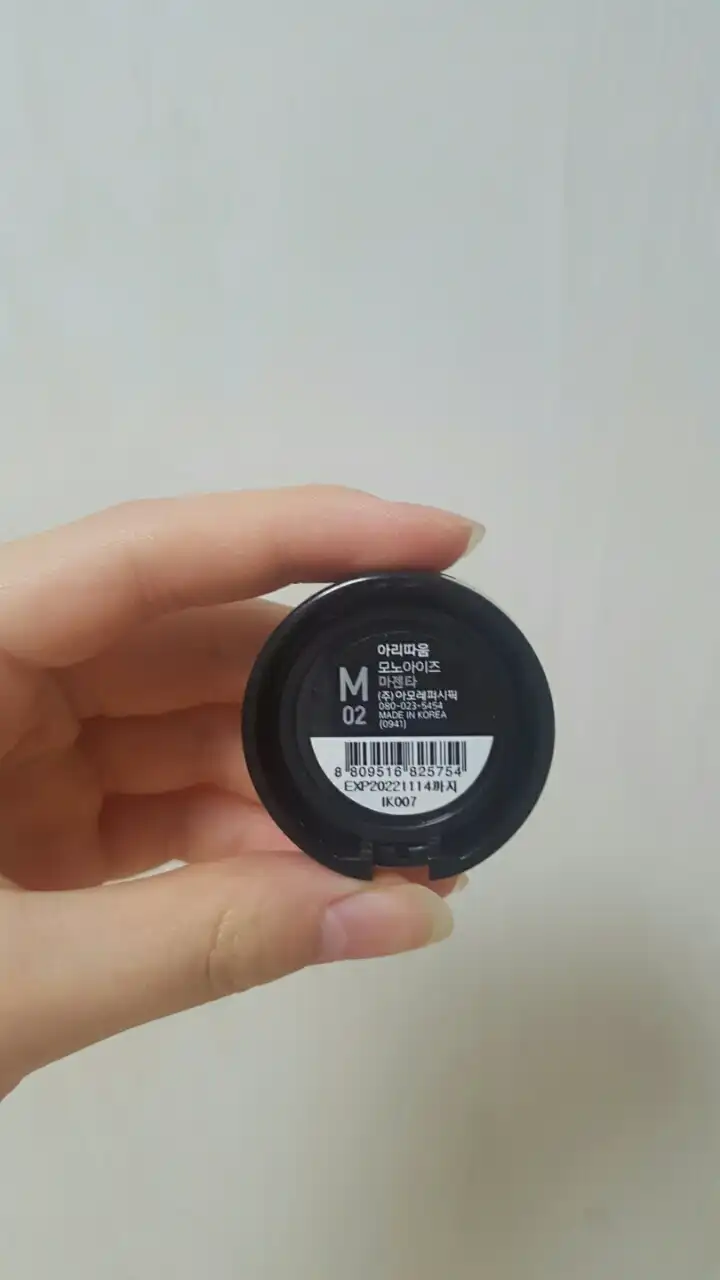 M
02
아리따움
모노아이즈
마젠타
(주)아모레퍼시픽
080-023-5454
MADE IN KOREA
(0941)
8 809516 825754
EXP20221114까지
IK007